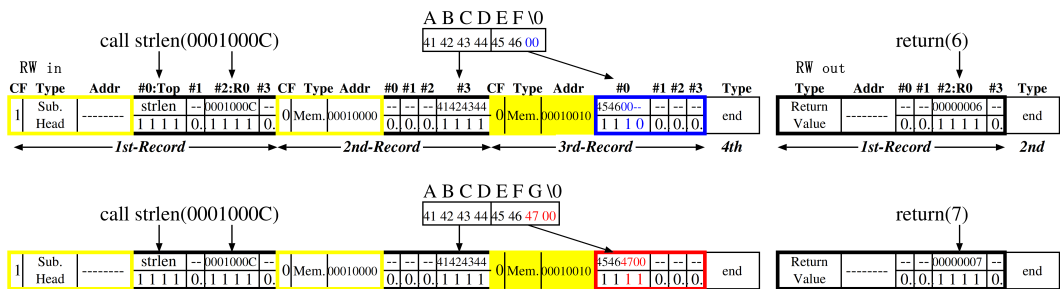 A B C D E F \0
call strlen(0001000C)
41 42 43 44 45 46 00
return(6)
RW in
RW out
CF Type Addr #0:Top #1 #2:R0 #3 CF Type Addr #0 #1 #2 #3 CF Type Addr #0 #1 #2 #3 Type
Type Addr #0 #1 #2:R0 #3 Type
1 Sub. Head -------- strlen -- 0001000C -- 0 Mem. 00010000 -- -- -- 41424344 0 Mem. 00010010 454600-- -- -- -- end
1 1 1 1 0. 1 1 1 1 0. 0. 0. 0. 1 1 1 1 1 1 1 0 0. 0. 0.
Return Value -------- -- -- 00000006 -- end
0. 0. 1 1 1 1 0.
1st-Record 2nd-Record 3rd-Record 4th
1st-Record 2nd
A B C D E F G \0
call strlen(0001000C)
41 42 43 44 45 46 47 00
return(7)
1 Sub. Head -------- strlen -- 0001000C -- 0 Mem. 00010000 -- -- -- 41424344 0 Mem. 00010010 45464700 -- -- -- end
1 1 1 1 0. 1 1 1 1 0. 0. 0. 0. 1 1 1 1 1 1 1 1 0. 0. 0.
Return Value -------- -- -- 00000007 -- end
0. 0. 1 1 1 1 0.